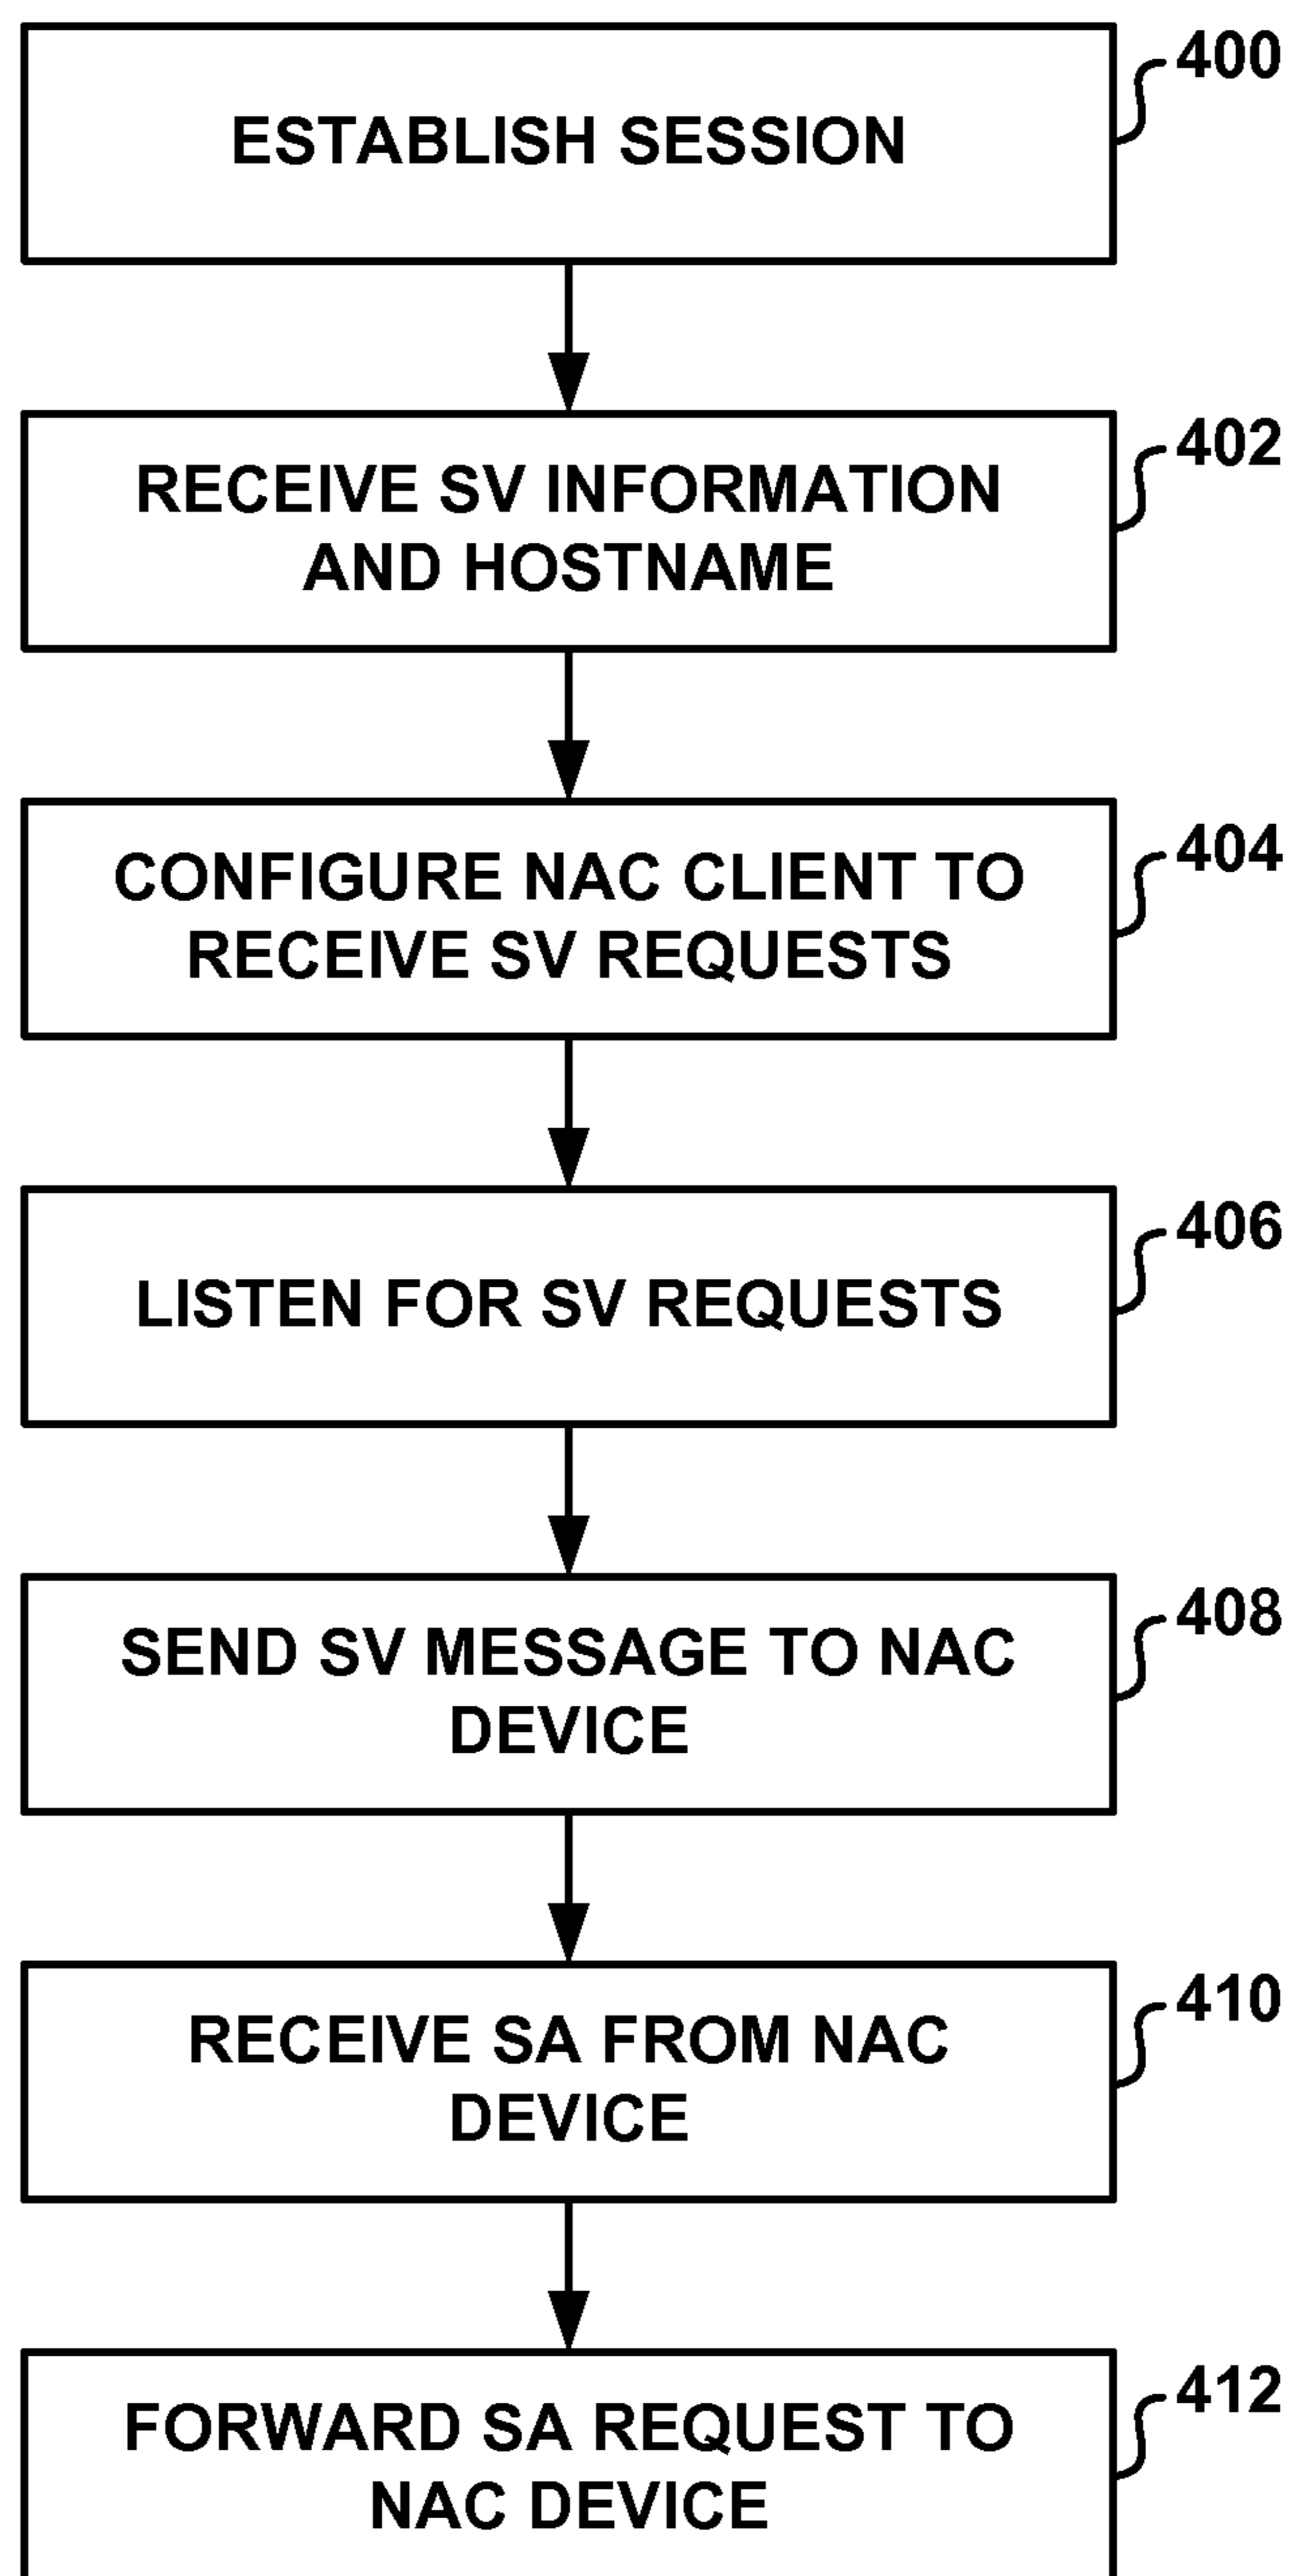 400
ESTABLISH SESSION
402
RECEIVE SV INFORMATION
AND HOSTNAME
404
CONFIGURE NAC CLIENT TO
RECEIVE SV REQUESTS
406
LISTEN FOR SV REQUESTS
408
SEND SV MESSAGE TO NAC
DEVICE
410
RECEIVE SA FROM NAC
DEVICE
412
FORWARD SA REQUEST TO
NAC DEVICE